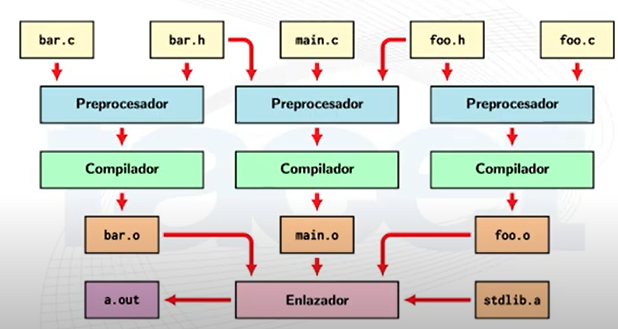 bar.c
bar.h
main.c
foo.h
foo.c
Preprocesador
Preprocesador
Preprocesador
Compilador
Compilador
Compilador
bar.o
main.o
foo.o
a.out
Enlazador
stdlib.a